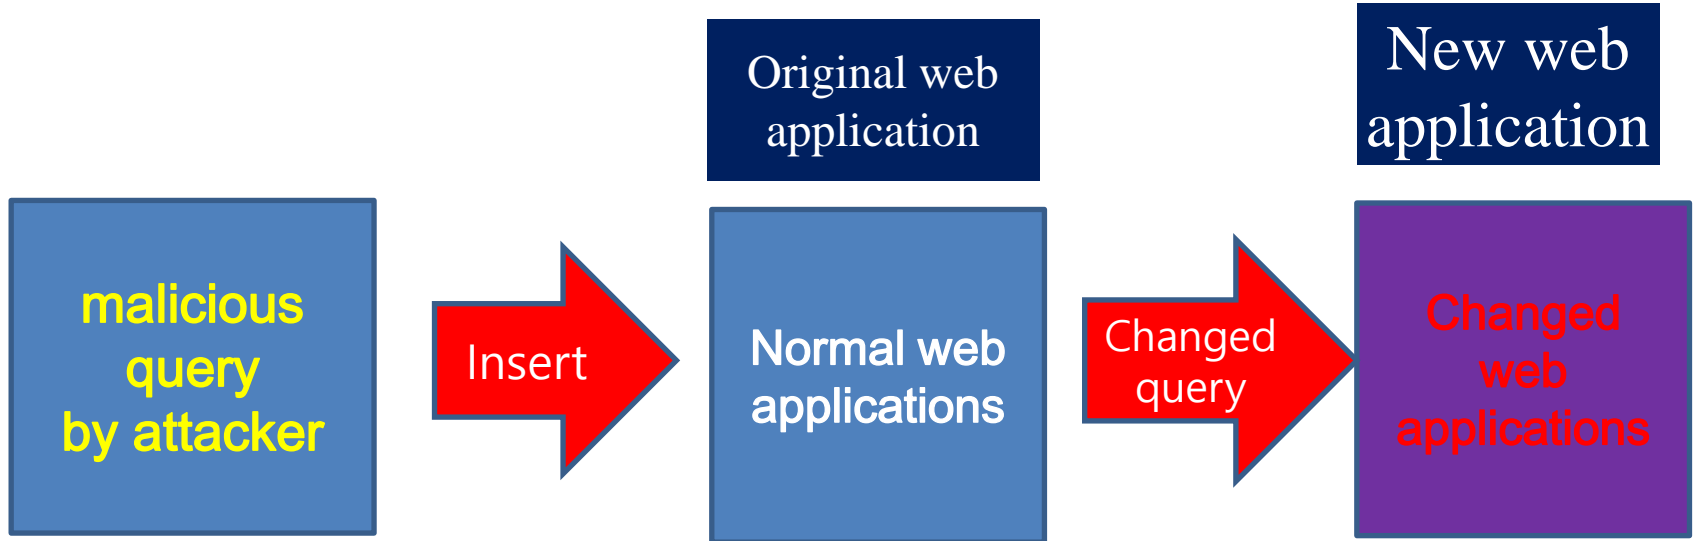 Original web
application
New web
application
malicious
query
by attacker
Insert
Normal web
applications
Changed
query
Changed
web
applications